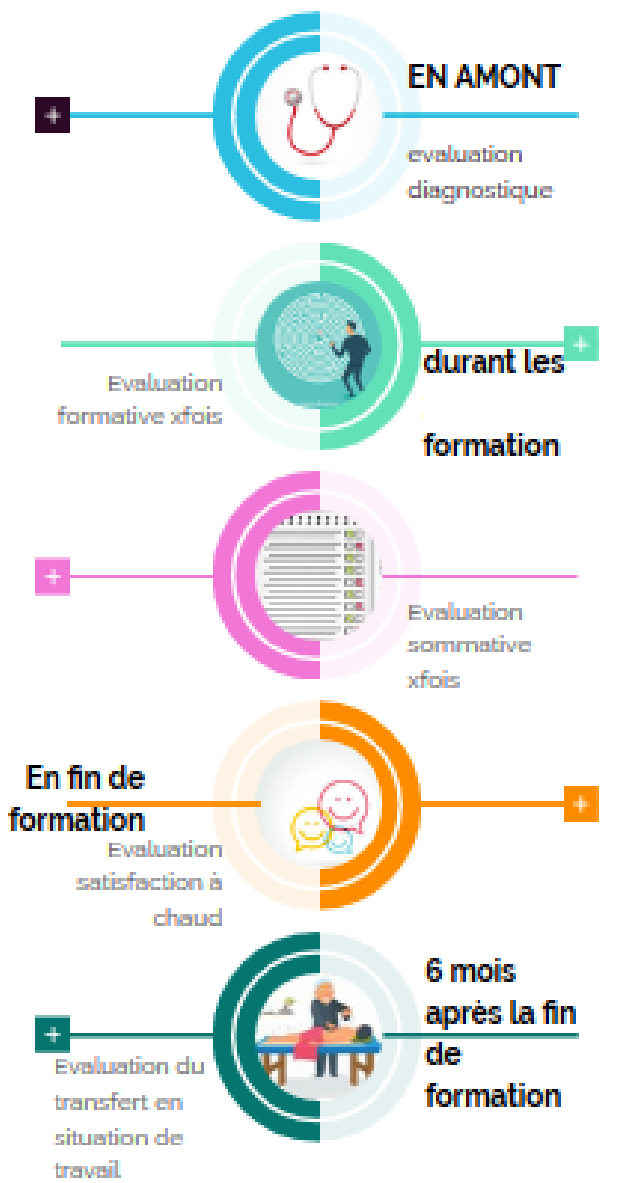 EN AMONT
evaluation
diagnostique
durant les
formation
Evaluation
formative xfois
Evaluation
sommative
xfois
En fin de
formation
Evaluation
satisfaction à
chaud
6 mois
après la fin
de
formation
Evaluation du
transfert en
situation de
travail